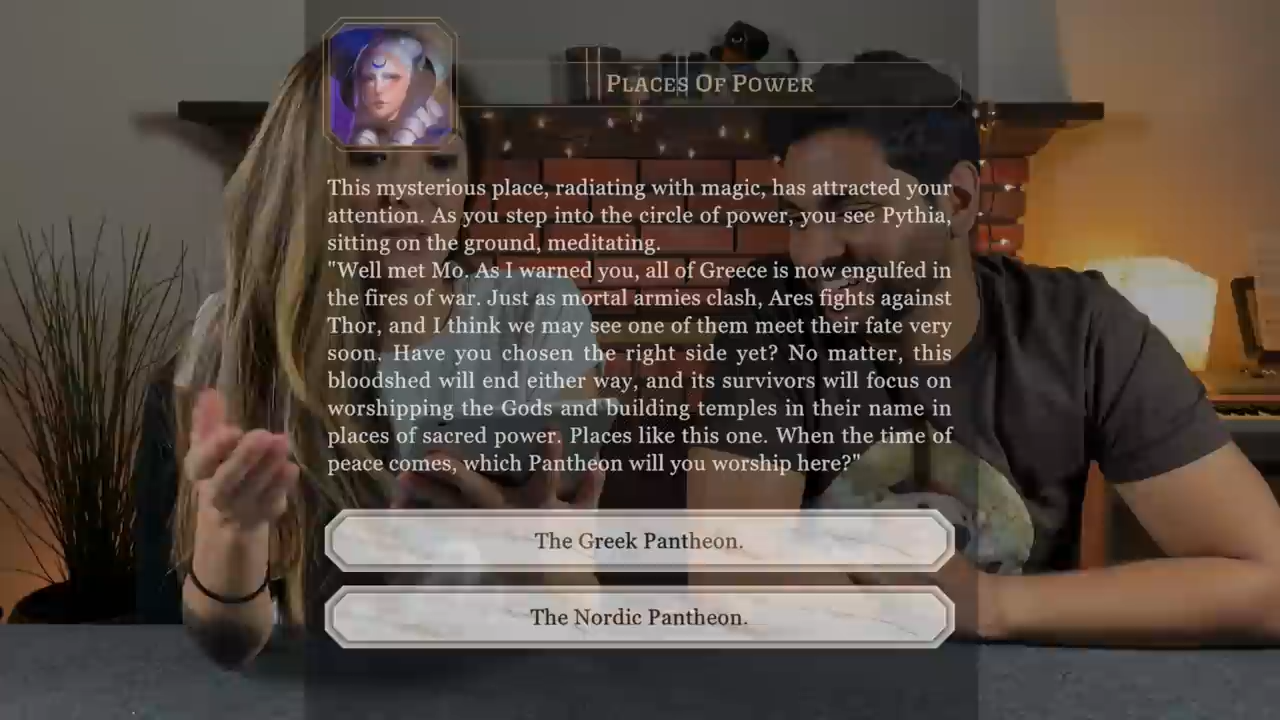 Places Of Power
This mysterious place, radiating with magic, has attracted your
attention. As you step into the circle of power, you see Pythia,
sitting on the ground, meditating.
"Well met Mo. As I warned you, all of Greece is now engulfed in
the fires of war. Just as mortal armies clash, Ares fights against
Thor, and I think we may see one of them meet their fate very
soon. Have you chosen the right side yet? No matter, this
bloodshed will end either way, and its survivors will focus on
worshipping the Gods and building temples in their name in
places of sacred power. Places like this one. When the time of
peace comes, which Pantheon will you worship here?"
The Greek Pantheon.
The Nordic Pantheon.